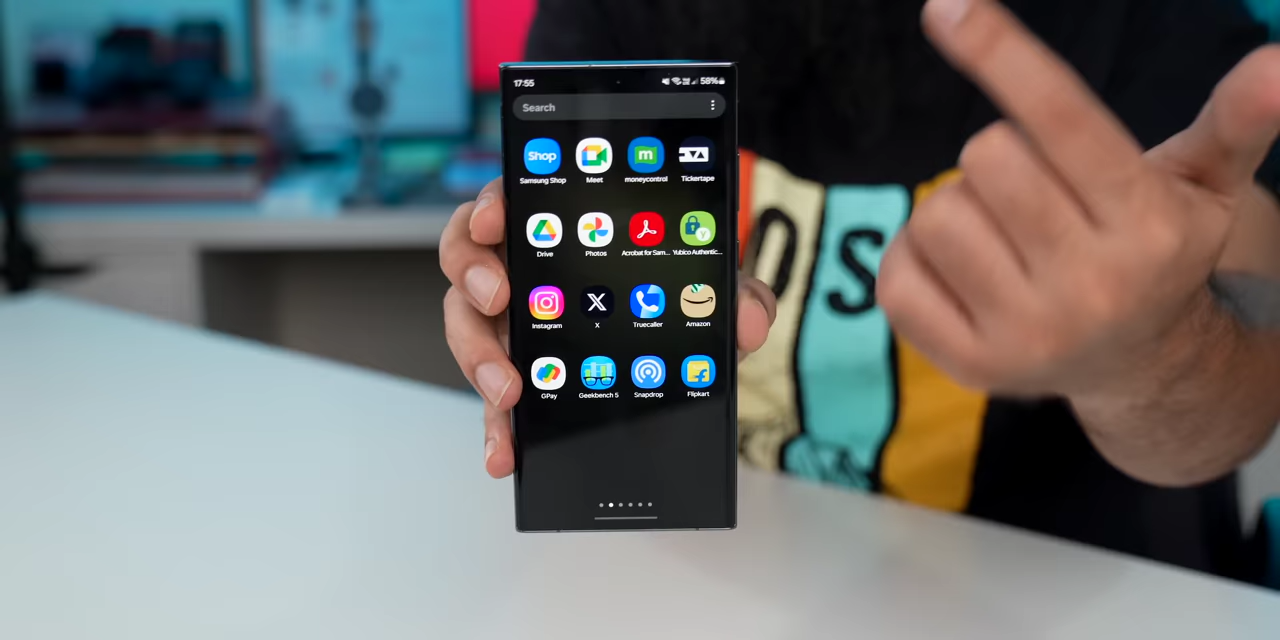 17:55 58%
Search
Shop
Samsung Shop Meet moneycontrol Tickertape
Drive Photos Acrobat for Sam... Yubico Authentic...
Instagram X Truecaller Amazon
GPay Geekbench 5 Snapdrop Flipkart
OS